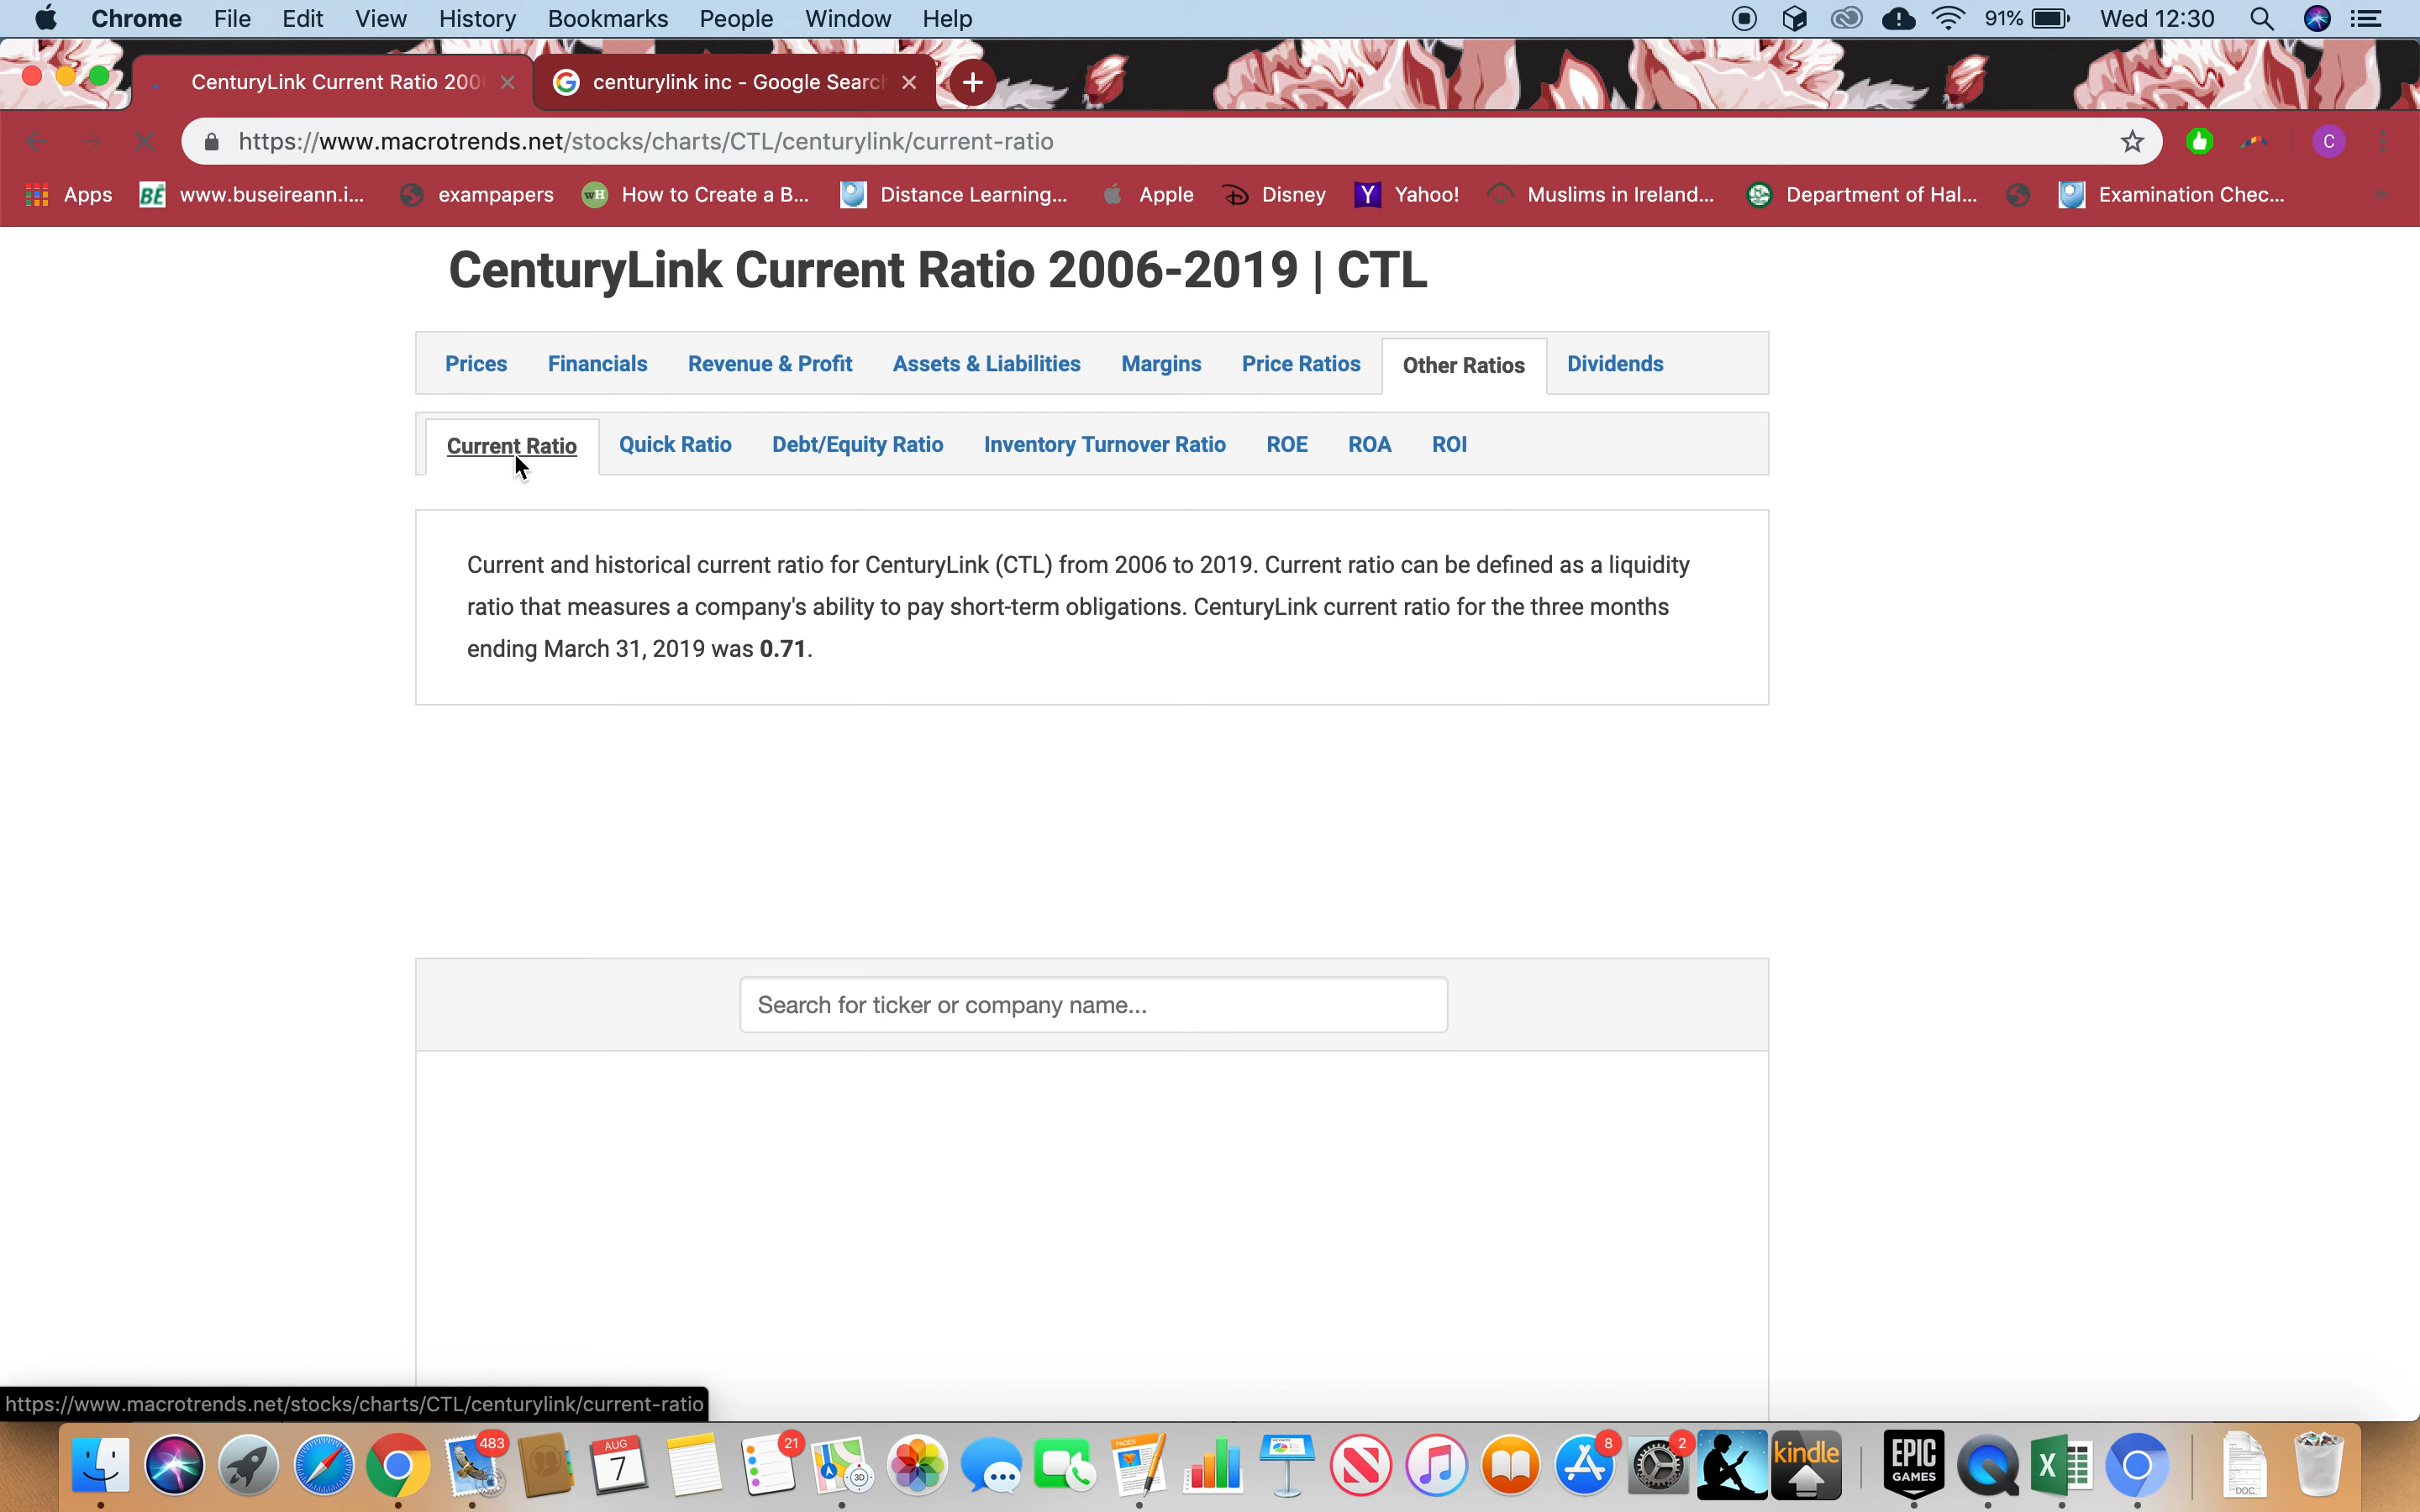 Chrome File Edit View History Bookmarks People Window Help 91% Wed 12:30
CenturyLink Current Ratio 200 centurylink inc - Google Search
https://www.macrotrends.net/stocks/charts/CTL/centurylink/current-ratio C
Apps BÉ www.buseireann.i... exampapers wH How to Create a B... Distance Learning... Apple Disney Y Yahoo! Muslims in Ireland... Department of Hal... Examination Chec...
CenturyLink Current Ratio 2006-2019 | CTL
Prices Financials Revenue & Profit Assets & Liabilities Margins Price Ratios Other Ratios Dividends
Current Ratio Quick Ratio Debt/Equity Ratio Inventory Turnover Ratio ROE ROA ROI
Current and historical current ratio for CenturyLink (CTL) from 2006 to 2019. Current ratio can be defined as a liquidity
ratio that measures a company's ability to pay short-term obligations. CenturyLink current ratio for the three months
ending March 31, 2019 was 0.71.
Search for ticker or company name...
https://www.macrotrends.net/stocks/charts/CTL/centurylink/current-ratio
483 AUG 7 21 3D PAGES 8 2 kindle EPIC GAMES X DOC